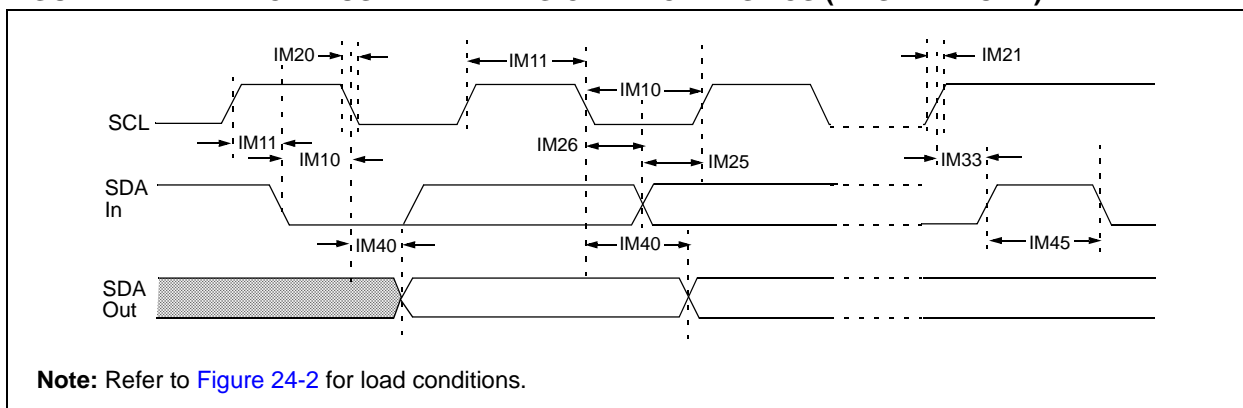 IM20
IM11
IM21
IM10
SCL
IM11
IM10
IM26
IM25
IM33
SDA
In
IM40
IM40
IM45
SDA
Out
Note: Refer to Figure 24-2 for load conditions.